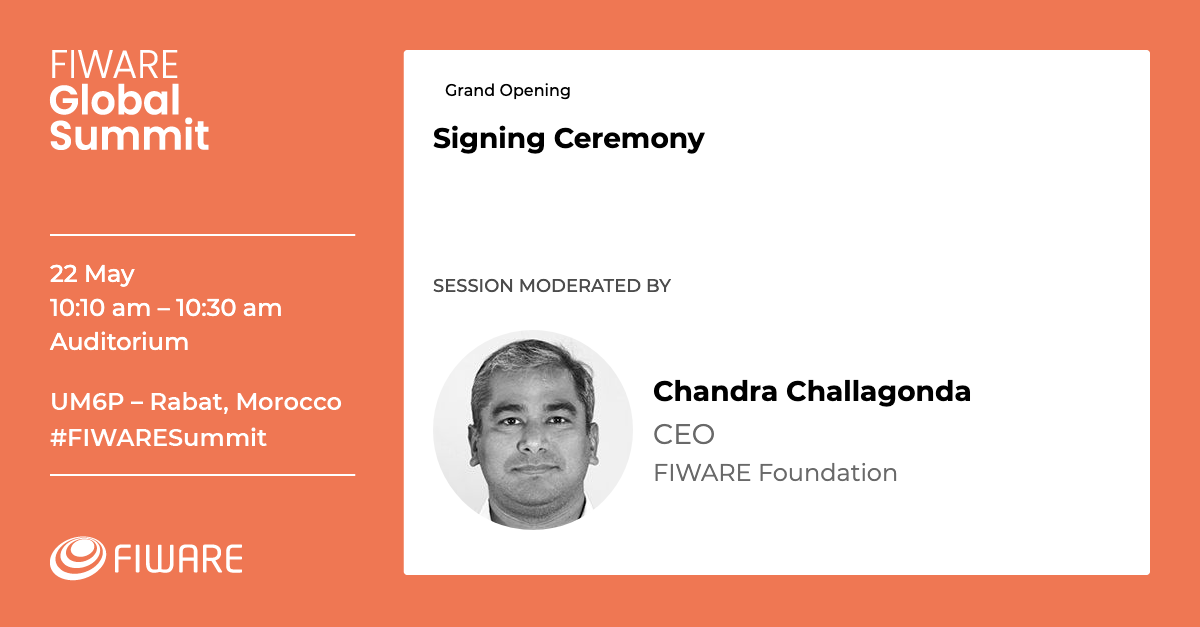 FIWARE
Global
Summit
22 May
10:10 am – 10:30 am
Auditorium
UM6P – Rabat, Morocco
#FIWARESummit
FIWARE
Grand Opening
Signing Ceremony
SESSION MODERATED BY
Chandra Challagonda
CEO
FIWARE Foundation